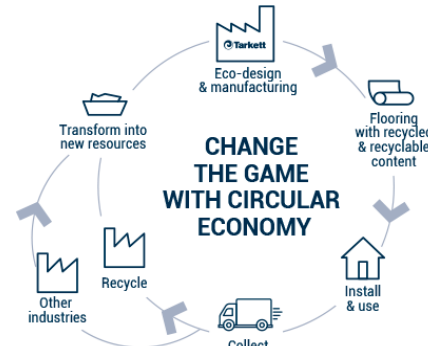 Tarkett
Eco-design
& manufacturing
Flooring
with recycled
& recyclable
content
Transform into
new resources
CHANGE
THE GAME
WITH CIRCULAR
ECONOMY
Install
& use
Recycle
Other
industries
Collect